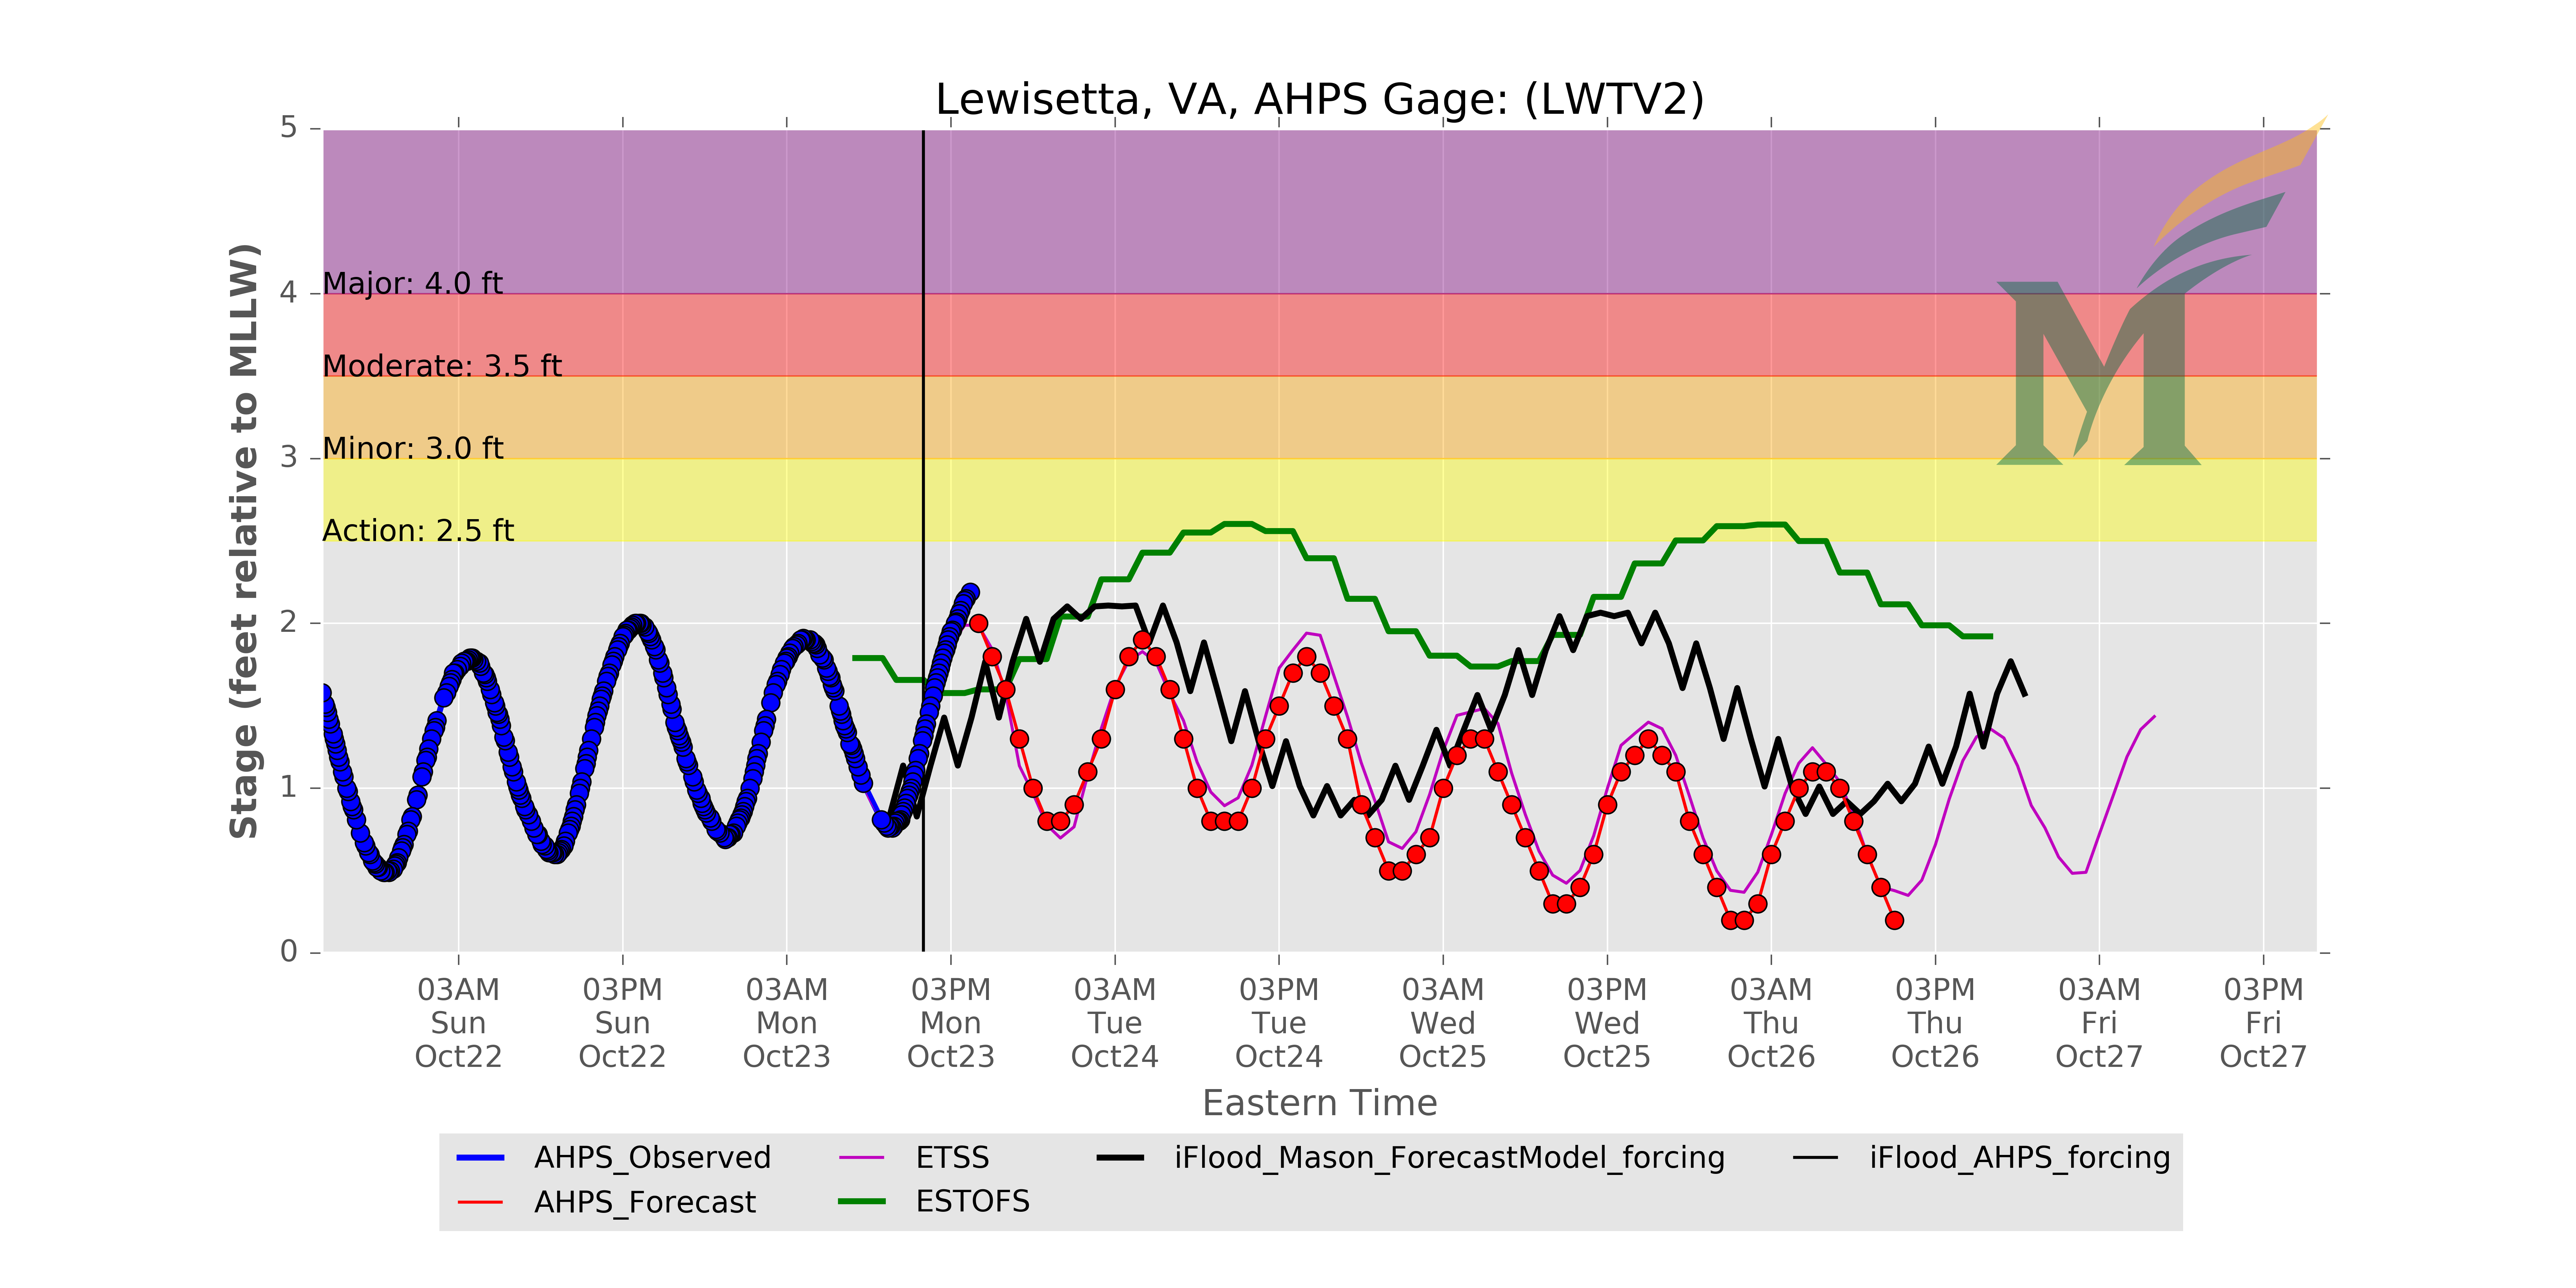 Lewisetta, VA, AHPS Gage: (LWTV2)
Stage (feet relative to MLLW)
5
4
3
2
1
0
Major: 4.0 ft
Moderate: 3.5 ft
Minor: 3.0 ft
Action: 2.5 ft
M
03AM 03PM 03AM 03PM 03AM 03PM 03AM 03PM 03AM 03PM 03AM 03PM
Sun Sun Mon Mon Tue Tue Wed Wed Thu Thu Fri Fri
Oct22 Oct22 Oct23 Oct23 Oct24 Oct24 Oct25 Oct25 Oct26 Oct26 Oct27 Oct27
Eastern Time
AHPS_Observed ETSS iFlood_Mason_ForecastModel_forcing iFlood_AHPS_forcing
AHPS_Forecast ESTOFS